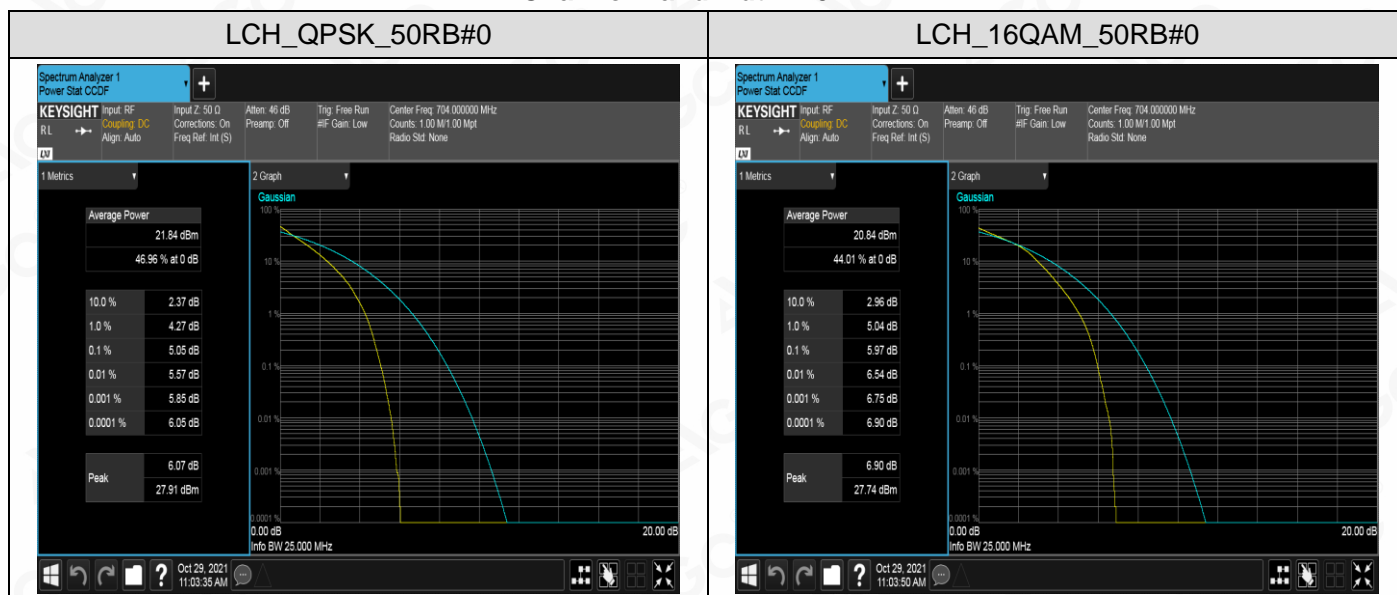 LCH_QPSK_50RB#0
Spectrum Analyzer 1
Power Stat CCDF
+
KEYSIGHT
Input: RF
Input Z: 50 Ω
Atten: 46 dB
Trig: Free Run
Center Freq: 704.000000 MHz
RL
Coupling: DC
Corrections: On
Preamp: Off
#IF Gain: Low
Counts: 1.00 M/1.00 Mpt
Align: Auto
Freq Ref: Int (S)
Radio Std: None
LXI
1 Metrics
Average Power
21.84 dBm
46.96 % at 0 dB
10.0 % 2.37 dB
1.0 % 4.27 dB
0.1 % 5.05 dB
0.01 % 5.57 dB
0.001 % 5.85 dB
0.0001 % 6.05 dB
Peak
6.07 dB
27.91 dBm
2 Graph
Gaussian
100 %
10 %
1 %
0.1 %
0.01 %
0.001 %
0.0001 %
0.00 dB
20.00 dB
Info BW 25.000 MHz
?
Oct 29, 2021
11:03:35 AM
LCH_16QAM_50RB#0
Spectrum Analyzer 1
Power Stat CCDF
+
KEYSIGHT
Input: RF
Input Z: 50 Ω
Atten: 46 dB
Trig: Free Run
Center Freq: 704.000000 MHz
RL
Coupling: DC
Corrections: On
Preamp: Off
#IF Gain: Low
Counts: 1.00 M/1.00 Mpt
Align: Auto
Freq Ref: Int (S)
Radio Std: None
LXI
1 Metrics
Average Power
20.84 dBm
44.01 % at 0 dB
10.0 % 2.96 dB
1.0 % 5.04 dB
0.1 % 5.97 dB
0.01 % 6.54 dB
0.001 % 6.75 dB
0.0001 % 6.90 dB
Peak
6.90 dB
27.74 dBm
2 Graph
Gaussian
100 %
10 %
1 %
0.1 %
0.01 %
0.001 %
0.0001 %
0.00 dB
20.00 dB
Info BW 25.000 MHz
?
Oct 29, 2021
11:03:50 AM